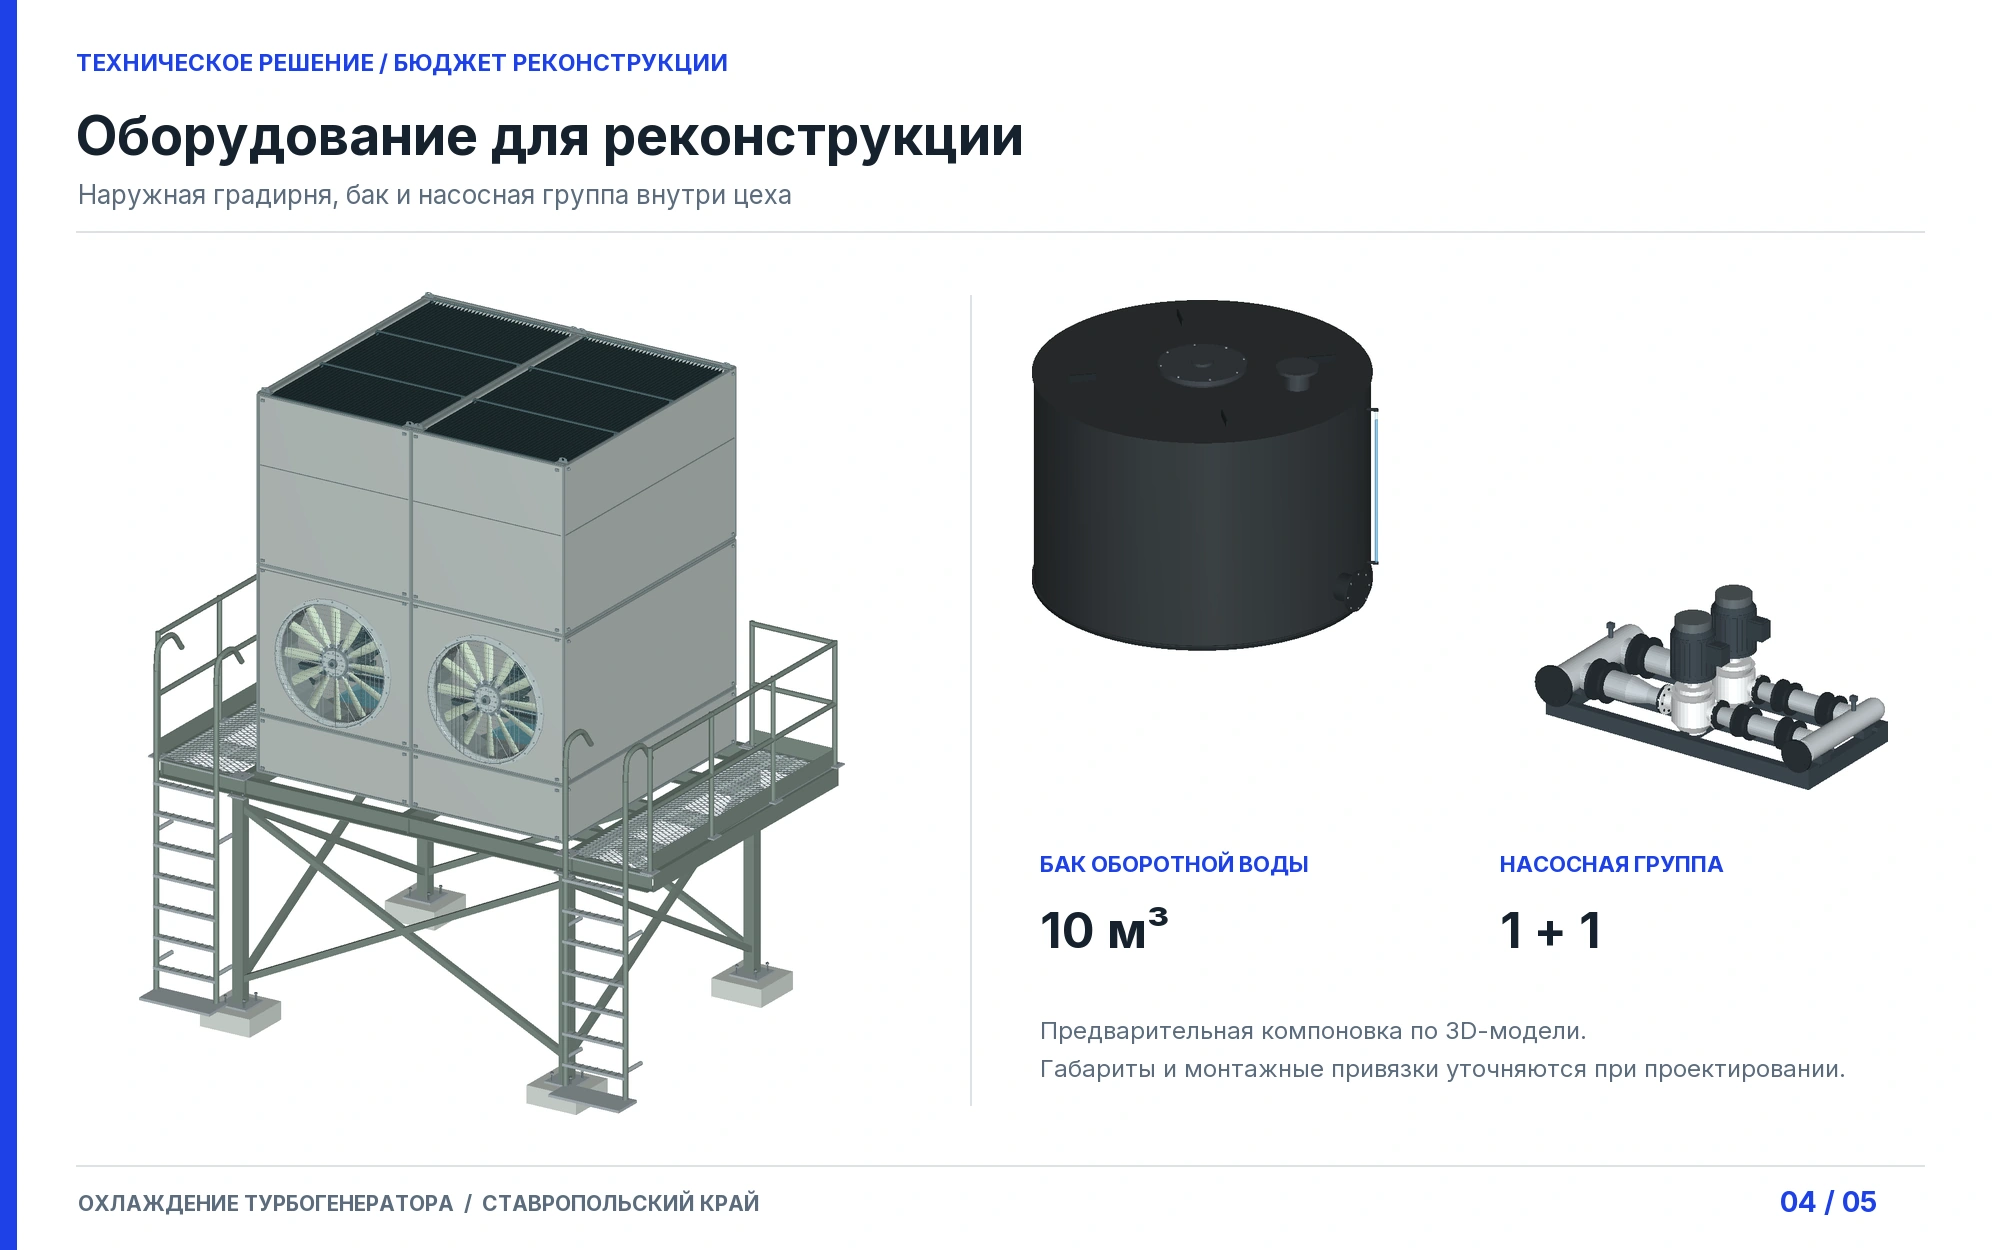 ТЕХНИЧЕСКОЕ РЕШЕНИЕ / БЮДЖЕТ РЕКОНСТРУКЦИИ
Оборудование для реконструкции
Наружная градирня, бак и насосная группа внутри цеха
БАК ОБОРОТНОЙ ВОДЫ
10 м³
НАСОСНАЯ ГРУППА
1 + 1
Предварительная компоновка по 3D-модели.
Габариты и монтажные привязки уточняются при проектировании.
ОХЛАЖДЕНИЕ ТУРБОГЕНЕРАТОРА / СТАВРОПОЛЬСКИЙ КРАЙ
04 / 05